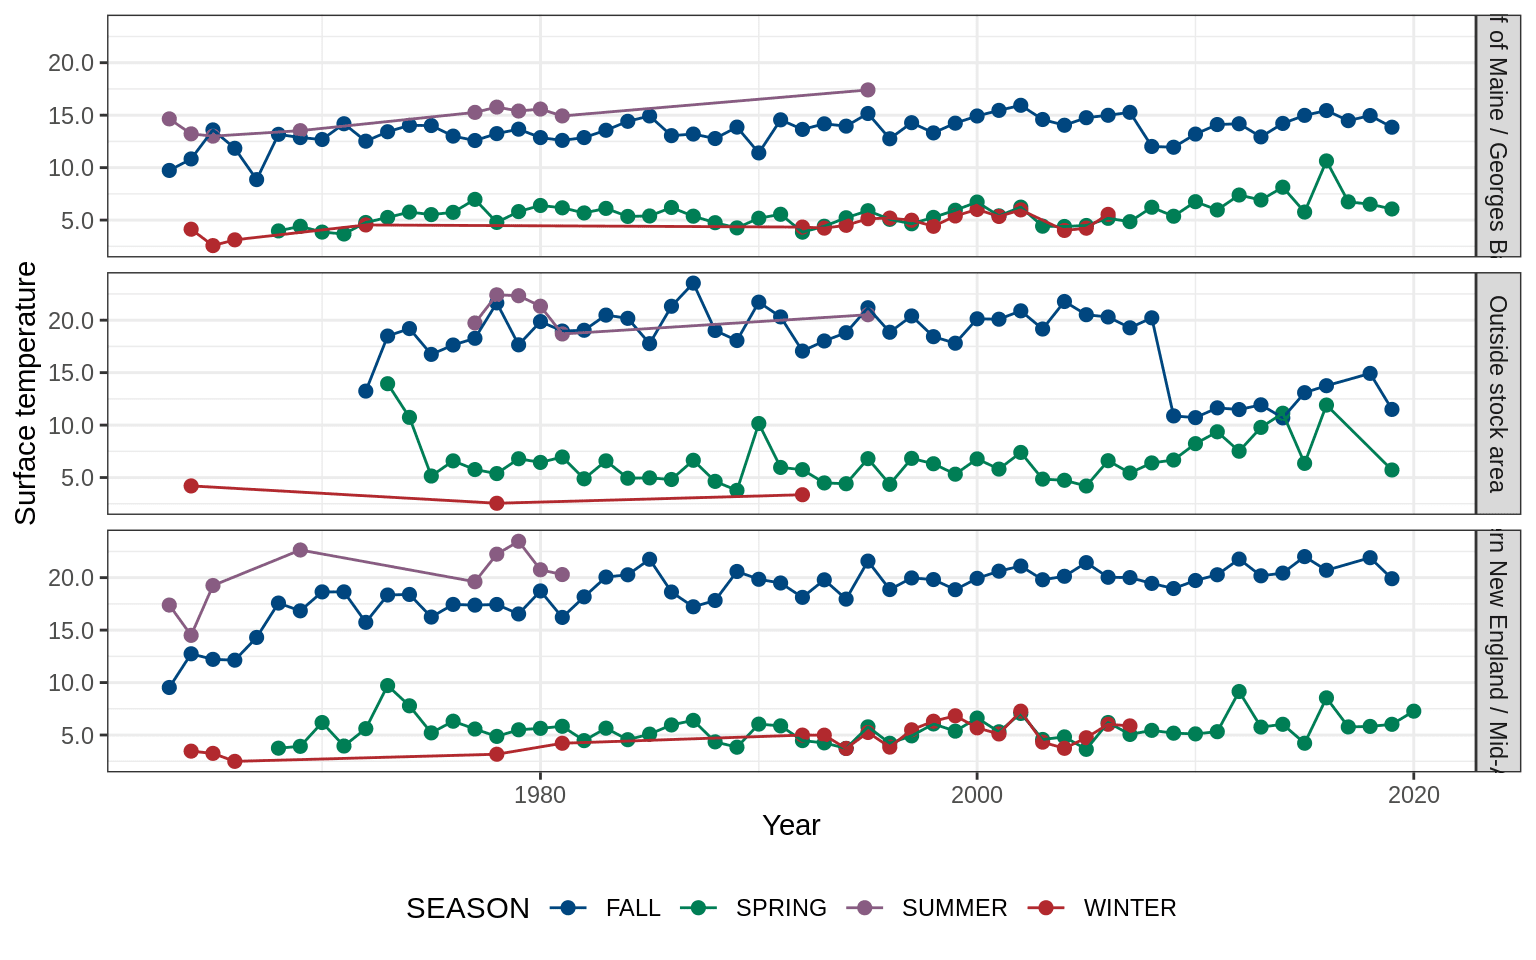 20.0
15.0
10.0
5.0
of Maine / Georges
20.0
15.0
10.0
5.0
Outside stock area
20.0
15.0
10.0
5.0
New England / Mid-
Surface temperature
1980
2000
2020
Year
SEASON FALL SPRING SUMMER WINTER